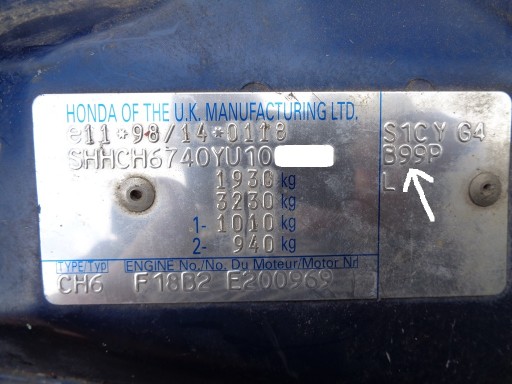 HONDA OF THE U.K. MANUFACTURING LTD.
e11*98/14*0118
SHHCH6740YU10
1930 kg
3230 kg
1- 1010 kg
2- 940 kg
S1CY G4
B99P
L
TYPE/TYP ENGINE No./No. Du Moteur/Motor Nr
CH6 F18B2 E200969